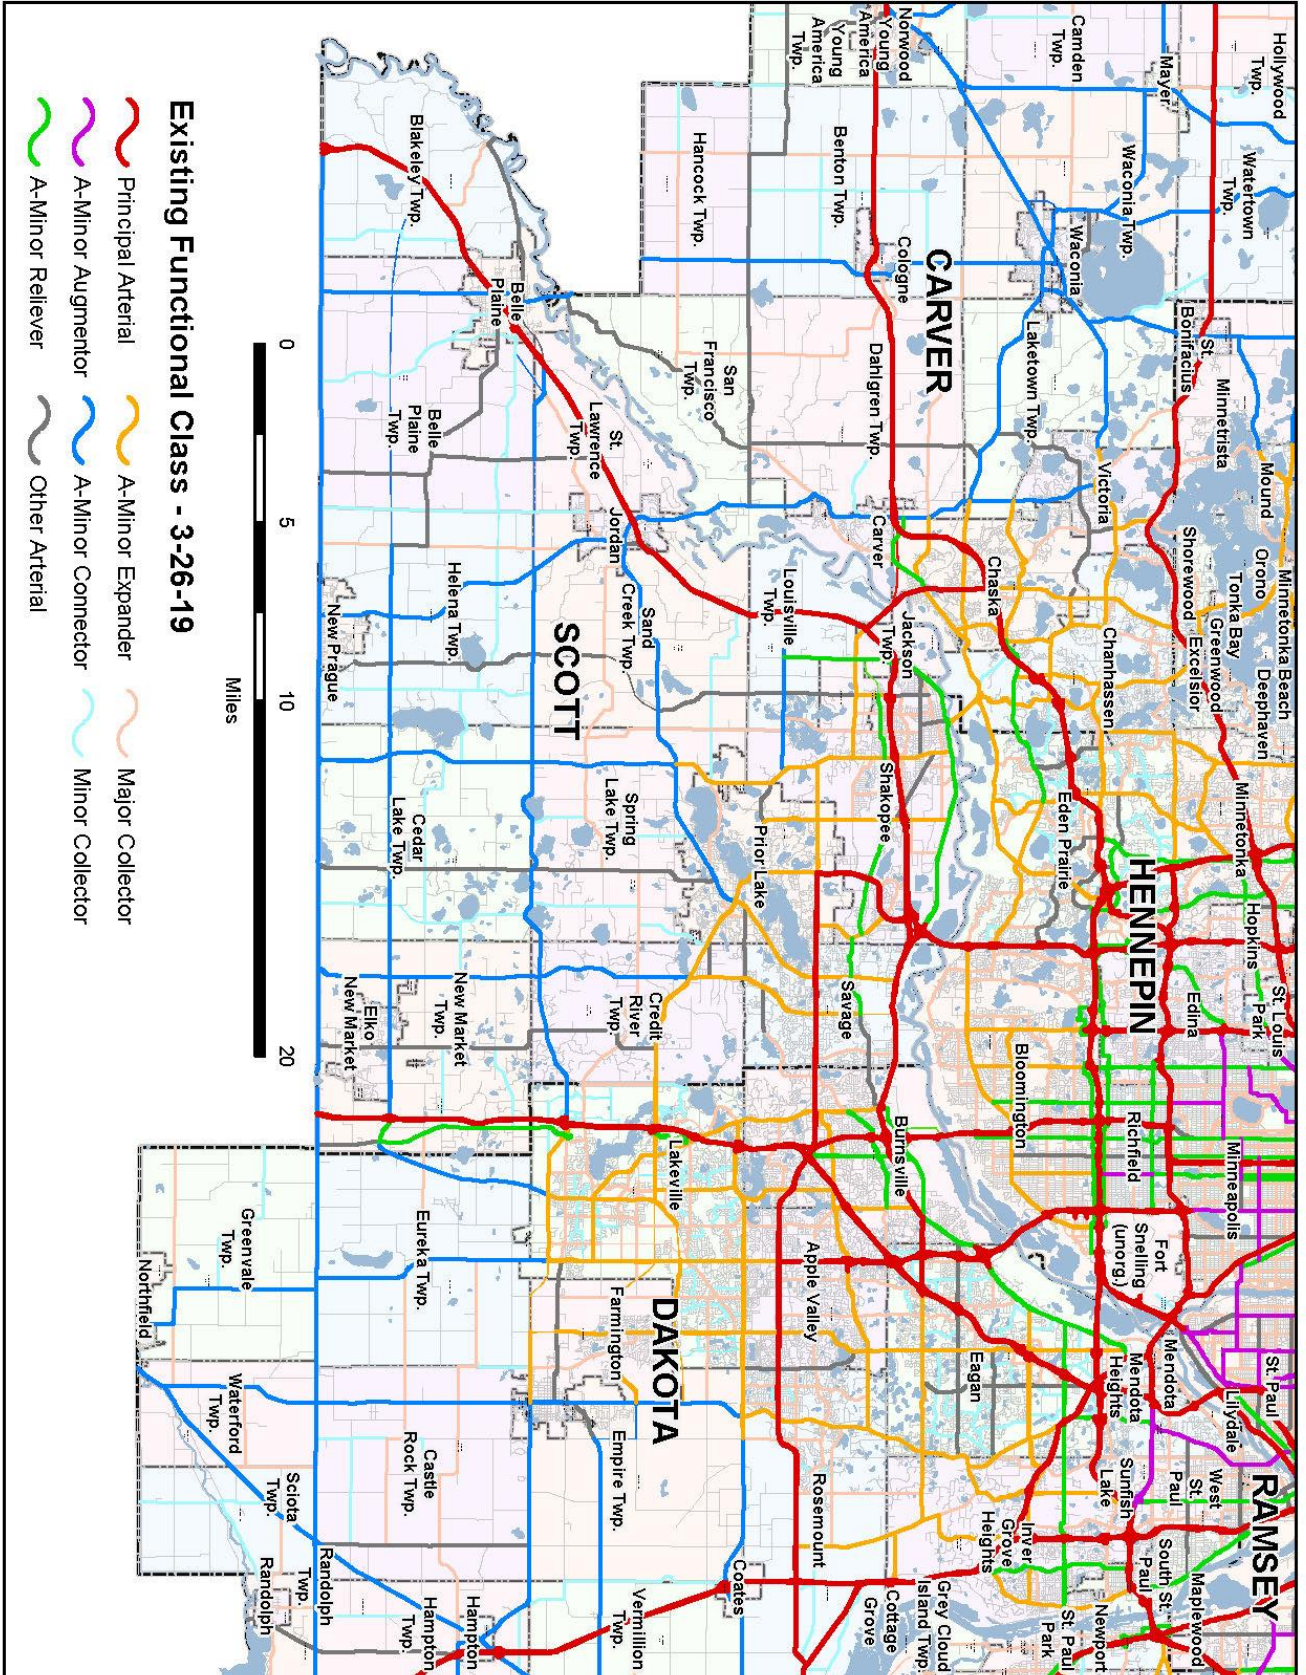 Hollywood
Twp.
Watertown
Twp.
Mayer
Camden
Twp.
Waconia Twp.
Waconia
Norwood
Young
America
Young
America
Twp.
Benton Twp.
Cologne
Hancock Twp.
CARVER
St.
Bonifacius
Minnetrista
Mound
Orono
Minnetonka Beach
Tonka Bay
Greenwood
Deephaven
Shorewood
Excelsior
Laketown Twp.
Victoria
Chanhassen
Dahlgren Twp.
Carver
Chaska
San
Francisco
Twp.
Jackson
Twp.
Louisville
Twp.
Blakeley Twp.
Belle
Plaine
Belle
Plaine
Twp.
St.
Lawrence
Twp.
Jordan
Sand
Creek Twp.
Helena Twp.
New Prague
SCOTT
Shakopee
Prior Lake
Spring
Lake Twp.
Cedar
Lake Twp.
Savage
Credit
River
Twp.
New Market
Twp.
Elko
New Market
Minnetonka
Eden Prairie
HENNEPIN
Hopkins
St. Louis
Park
Edina
Bloomington
Richfield
Minneapolis
Fort
Snelling
(unorg.)
Burnsville
Lakeville
Apple Valley
Eagan
Mendota
Mendota
Heights
Lilydale
St. Paul
West
St.
Paul
Sunfish
Lake
RAMSEY
South St.
Paul
Maplewood
Newport
St. Paul
Park
Inver
Grove
Heights
Grey Cloud
Island Twp.
Cottage
Grove
Rosemount
DAKOTA
Farmington
Empire Twp.
Coates
Vermillion
Twp.
Eureka Twp.
Castle
Rock Twp.
Hampton
Hampton
Twp.
Greenvale
Twp.
Northfield
Waterford
Twp.
Sciota
Twp.
Randolph
Twp.
Randolph
0 5 10 20
Miles
Existing Functional Class - 3-26-19
Principal Arterial
A-Minor Augmentor
A-Minor Reliever
A-Minor Expander
A-Minor Connector
Other Arterial
Major Collector
Minor Collector